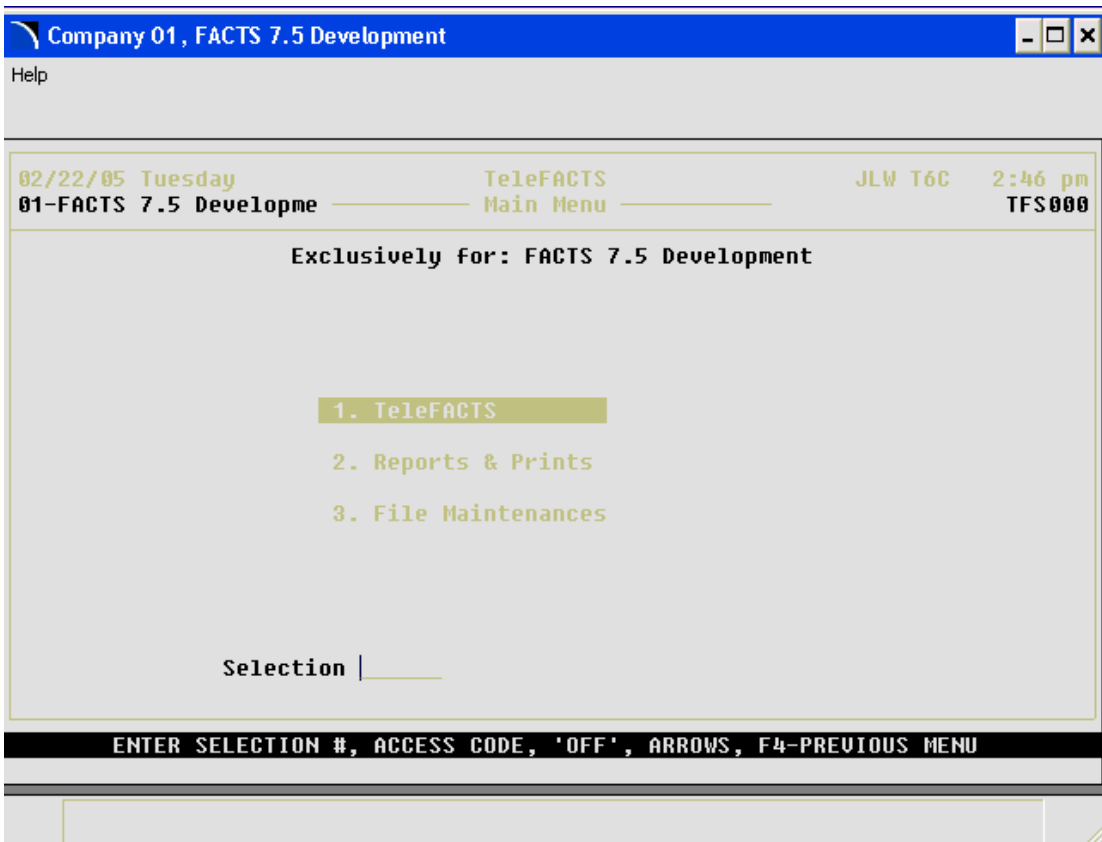 Company 01, FACTS 7.5 Development
Help
02/22/05 Tuesday TeleFACTS JLW T6C 2:46 pm
01-FACTS 7.5 Developme Main Menu TFS000
Exclusively for: FACTS 7.5 Development
1. TeleFACTS
2. Reports & Prints
3. File Maintenances
Selection
ENTER SELECTION #, ACCESS CODE, 'OFF', ARROWS, F4-PREVIOUS MENU